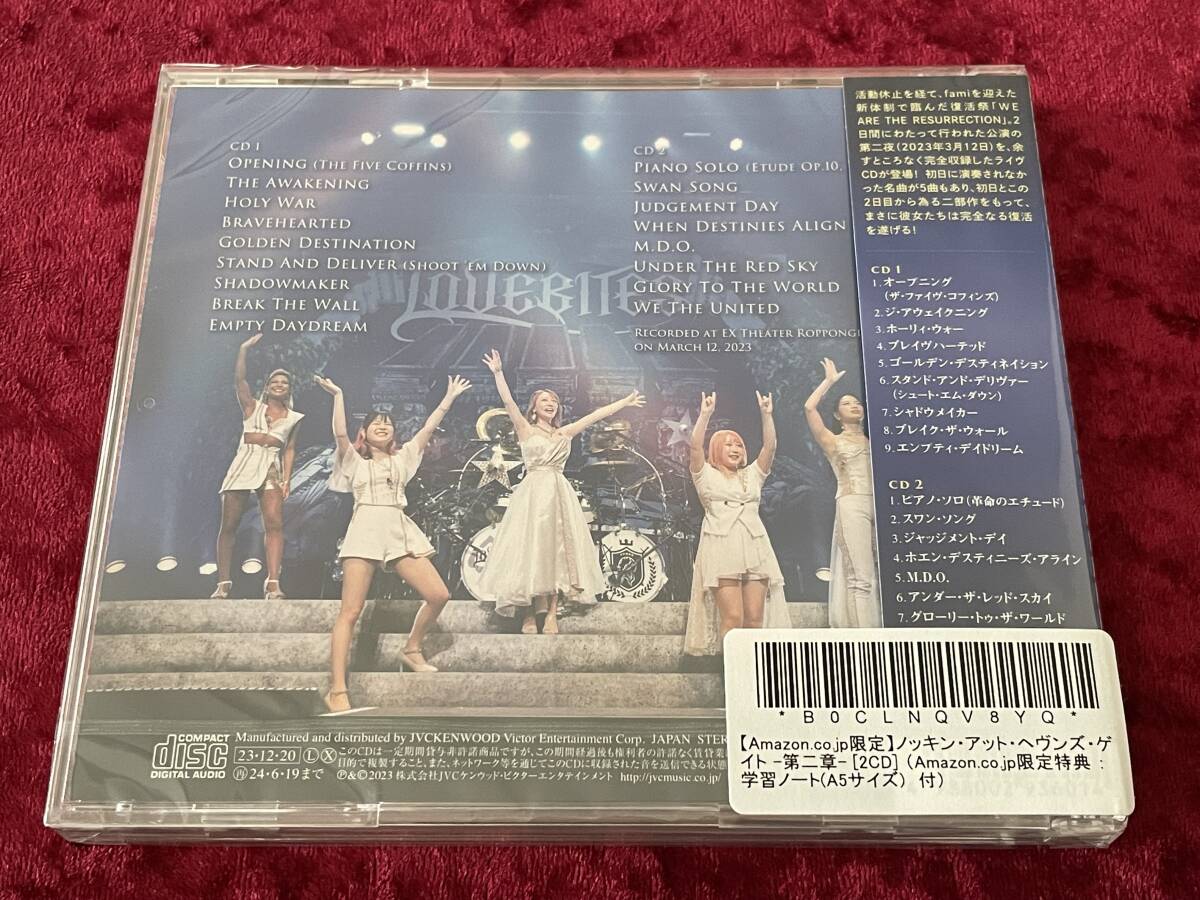 CD 1
OPENING (THE FIVE COFFINS)
THE AWAKENING
HOLY WAR
BRAVEHEARTED
GOLDEN DESTINATION
STAND AND DELIVER (SHOOT 'EM DOWN)
SHADOWMAKER
BREAK THE WALL
EMPTY DAYDREAM
CD 2
PIANO SOLO (ETUDE OP.10,
SWAN SONG
JUDGEMENT DAY
WHEN DESTINIES ALIGN
M.D.O.
UNDER THE RED SKY
GLORY TO THE WORLD
WE THE UNITED
RECORDED AT EX THEATER ROPPONGI
ON MARCH 12, 2023
LOVEBITES
活動休止を経て、famiを迎えた
新体制で臨んだ復活祭「WE
ARE THE RESURRECTION」。2
日間にわたって行われた公演の
第二夜(2023年3月12日)を、余
すところなく完全収録したライヴ
CDが登場! 初日に演奏されなか
った名曲が5曲もあり、初日とこの
2日目から為る二部作をもって、
まさに彼女たちは完全なる復活
を遂げる!
CD 1
1.オープニング
(ザ・ファイヴ・コフィンズ)
2.ジ・アウェイクニング
3.ホーリィ・ウォー
4.ブレイヴハーテッド
5.ゴールデン・デスティネイション
6.スタンド・アンド・デリヴァー
(シュート・エム・ダウン)
7.シャドウメイカー
8.ブレイク・ザ・ウォール
9.エンプティ・デイドリーム
CD 2
1.ピアノ・ソロ(革命のエチュード)
2.スワン・ソング
3.ジャッジメント・デイ
4.ホエン・デスティニーズ・アライン
5.M.D.O.
6.アンダー・ザ・レッド・スカイ
7.グローリー・トゥ・ザ・ワールド
COMPACT
disc
DIGITAL AUDIO
Manufactured and distributed by JVCKENWOOD Victor Entertainment Corp. JAPAN STER
23・12・20 L X このCDは一定期間貸与非許諾商品ですが、この期間経過後も権利者の許諾なく賃貸業
目的で複製すること、また、ネットワーク等を通じてこのCDに収録された音を送信できる状態
再24・6・19まで ℗&©2023 株式会社JVCケンウッド・ビクターエンタテインメント http://jvcmusic.co.jp/
*B0CLNQV8YQ*
【Amazon.co.jp限定】ノッキン・アット・ヘヴンズ・ゲ
イト -第二章- [2CD] (Amazon.co.jp限定特典 :
学習ノート(A5サイズ) 付)